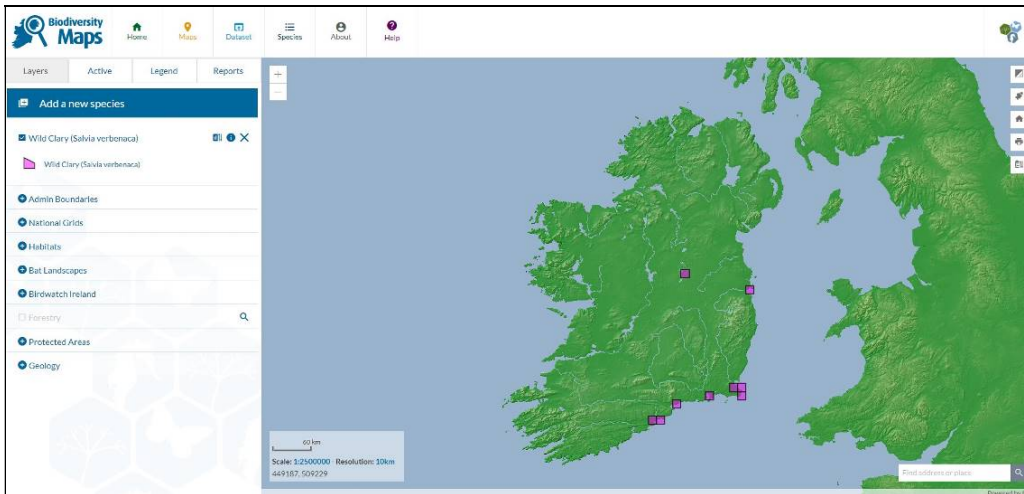 Biodiversity
Maps
Home
Maps
Dataset
Species
About
Help
Layers
Active
Legend
Reports
Add a new species
Wild Clary (Salvia verbenaca)
Wild Clary (Salvia verbenaca)
Admin Boundaries
National Grids
Habitats
Bat Landscapes
Birdwatch Ireland
Forestry
Protected Areas
Geology
60 km
Scale: 1:2500000 - Resolution: 10km
449187, 509229
Find address or place
Powered by